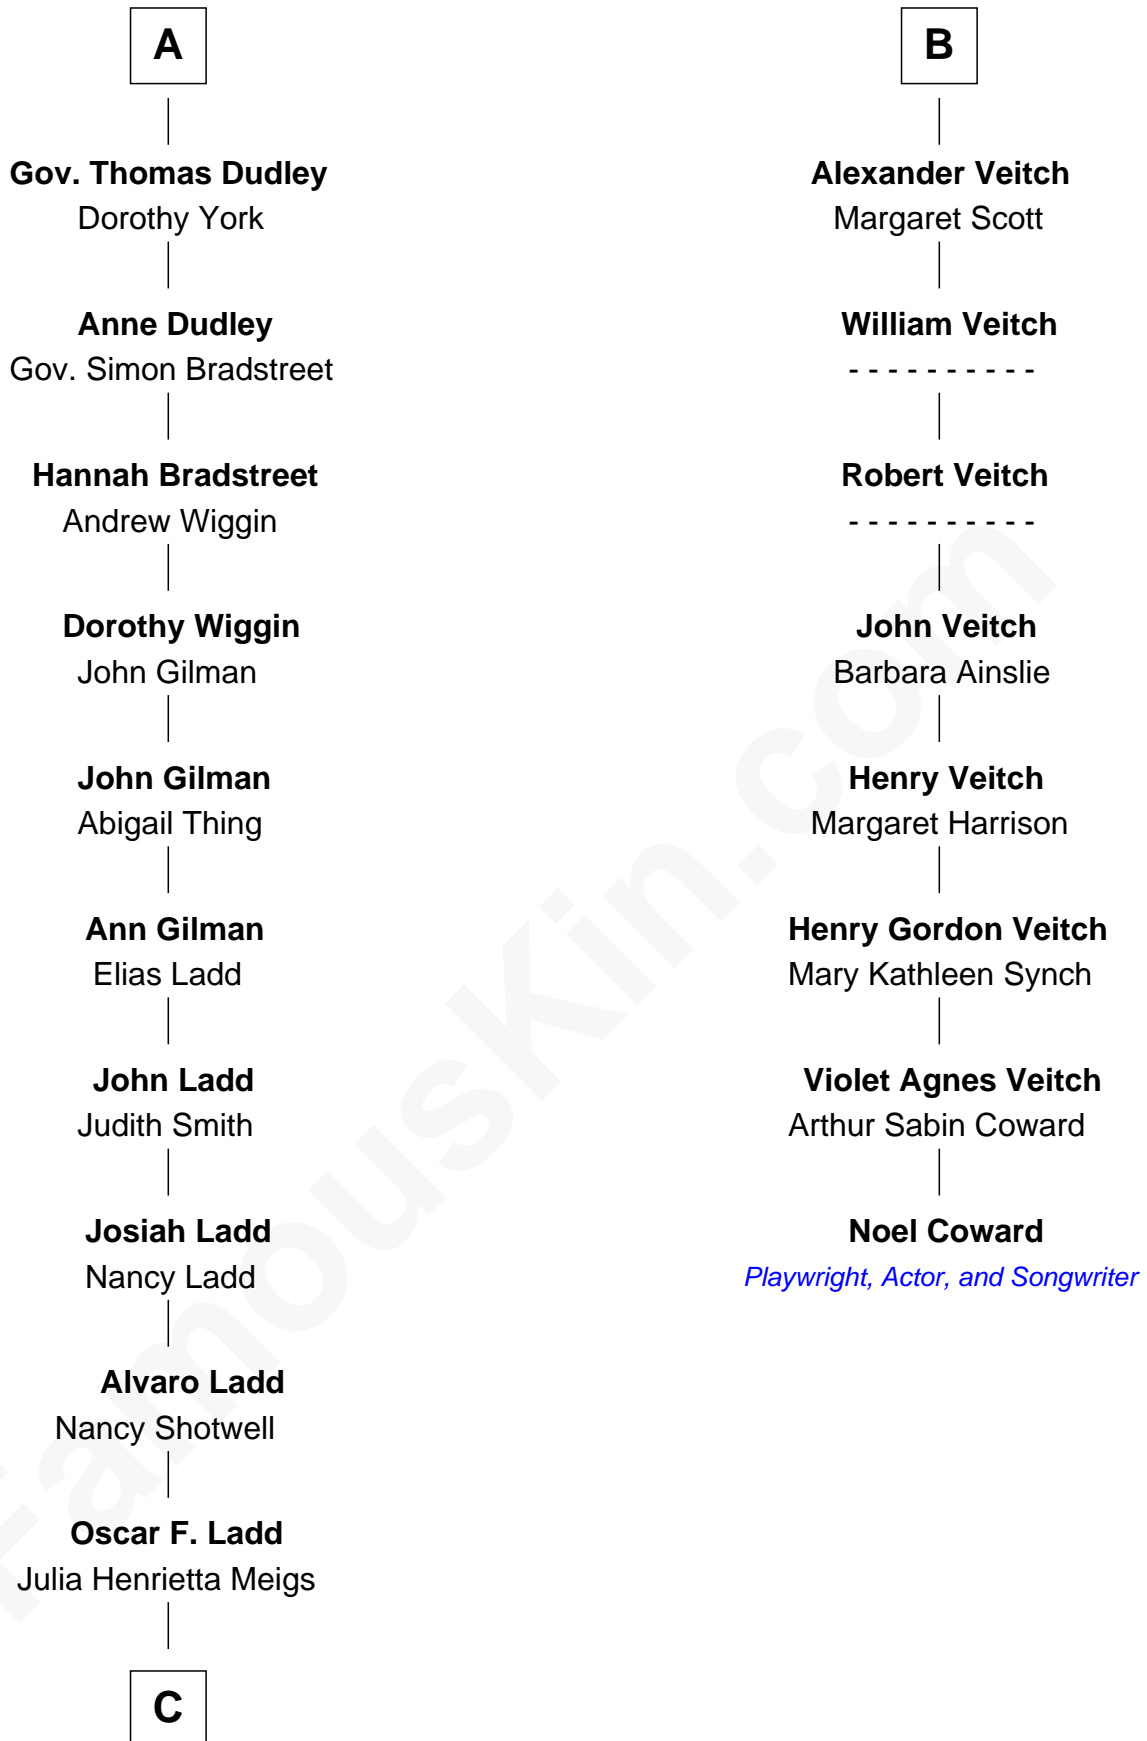 A
Gov. Thomas Dudley
Dorothy York
Anne Dudley
Gov. Simon Bradstreet
Hannah Bradstreet
Andrew Wiggin
Dorothy Wiggin
John Gilman
John Gilman
Abigail Thing
Ann Gilman
Elias Ladd
John Ladd
Judith Smith
Josiah Ladd
Nancy Ladd
Alvaro Ladd
Nancy Shotwell
Oscar F. Ladd
Julia Henrietta Meigs
C
B
Alexander Veitch
Margaret Scott
William Veitch
- - - - - - - - - -
Robert Veitch
- - - - - - - - - -
John Veitch
Barbara Ainslie
Henry Veitch
Margaret Harrison
Henry Gordon Veitch
Mary Kathleen Synch
Violet Agnes Veitch
Arthur Sabin Coward
Noel Coward
Playwright, Actor, and Songwriter
FamousKin.com